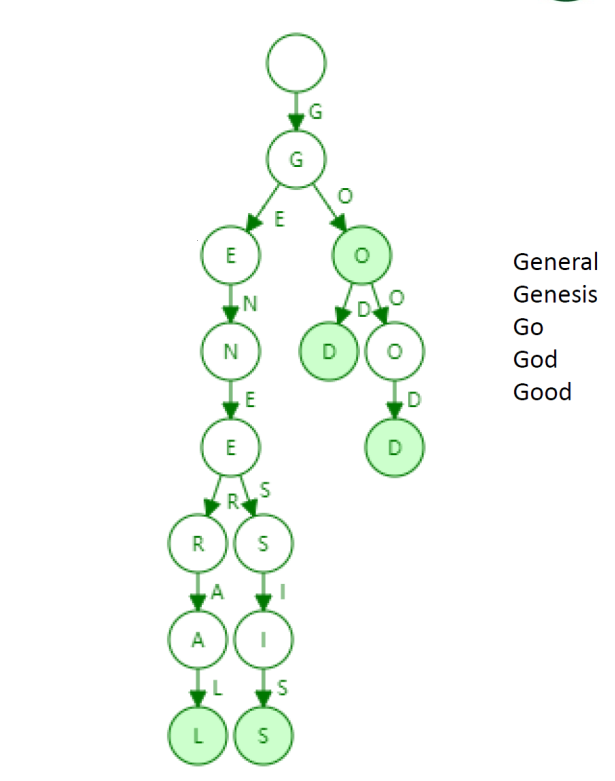 G
G
E O
E O
N D O
N D O
E D
E D
R S
R S
A I
A I
L S
L S
General
Genesis
Go
God
Good